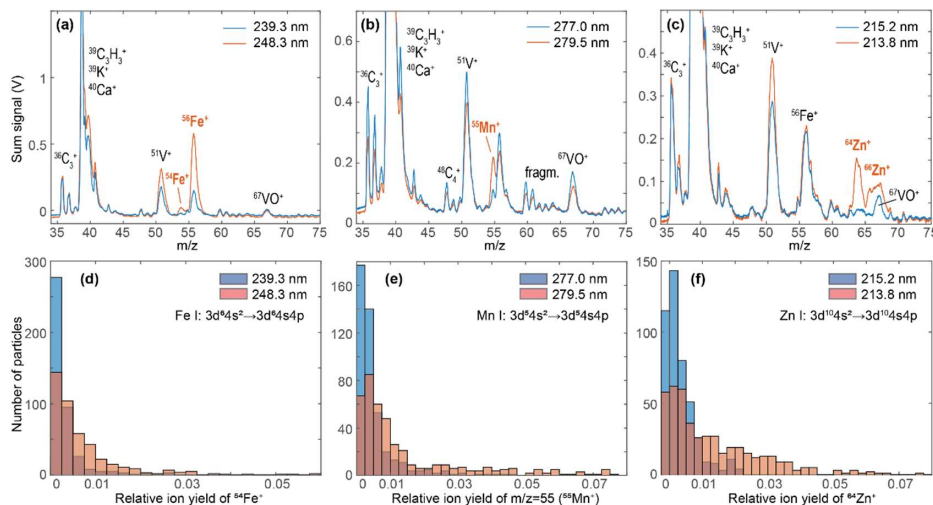 (a)
239.3 nm
248.3 nm
³⁹C₃H₃⁺
³⁹K⁺
⁴⁰Ca⁺
³⁶C₃⁺
⁵¹V⁺
⁵⁴Fe⁺
⁵⁶Fe⁺
⁶⁷VO⁺
Sum signal (V)
1
0
35 40 45 50 55 60 65 70 75
m/z
(b)
277.0 nm
279.5 nm
³⁹C₃H₃⁺
³⁹K⁺
⁴⁰Ca⁺
³⁶C₃⁺
⁵¹V⁺
⁵⁵Mn⁺
⁴⁸C₄⁺
fragm.
⁶⁷VO⁺
0.6
0.4
0.2
0
35 40 45 50 55 60 65 70 75
m/z
(c)
215.2 nm
213.8 nm
³⁹C₃H₃⁺
³⁹K⁺
⁴⁰Ca⁺
³⁶C₃⁺
⁵¹V⁺
⁵⁶Fe⁺
⁶⁴Zn⁺
⁶⁶Zn⁺
⁶⁷VO⁺
0.5
0.4
0.3
0.2
0.1
0
35 40 45 50 55 60 65 70 75
m/z
(d)
239.3 nm
248.3 nm
Fe I: 3d⁶4s²→3d⁶4s4p
Number of particles
300
200
100
0
0 0.01 0.03 0.05
Relative ion yield of ⁵⁴Fe⁺
(e)
277.0 nm
279.5 nm
Mn I: 3d⁵4s²→3d⁵4s4p
160
120
80
40
0
0 0.01 0.03 0.05 0.07
Relative ion yield of m/z=55 (⁵⁵Mn⁺)
(f)
215.2 nm
213.8 nm
Zn I: 3d¹⁰4s²→3d¹⁰4s4p
150
100
50
0
0 0.01 0.03 0.05 0.07
Relative ion yield of ⁶⁴Zn⁺